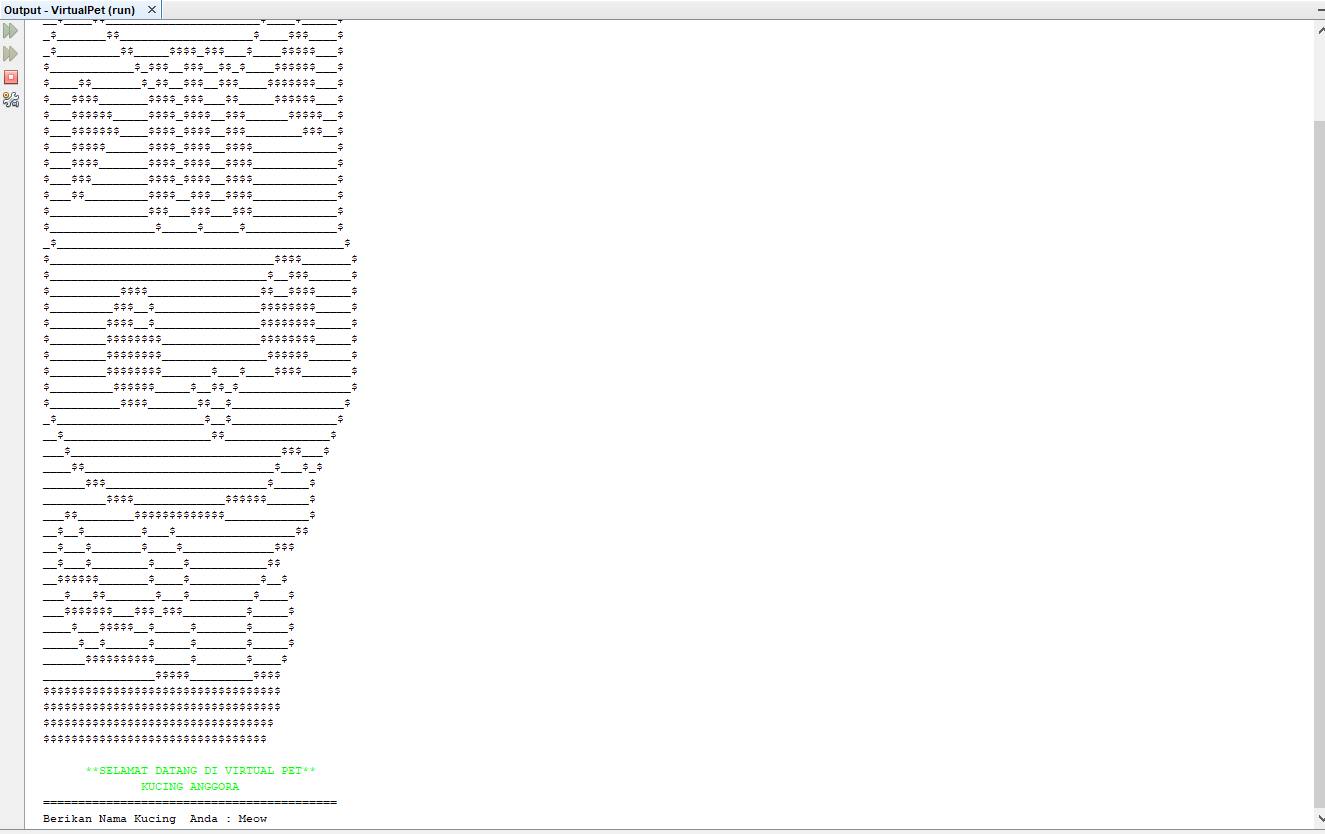 Output - VirtualPet (run)
**SELAMAT DATANG DI VIRTUAL PET**
KUCING ANGGORA
==========================================
Berikan Nama Kucing  Anda : Meow